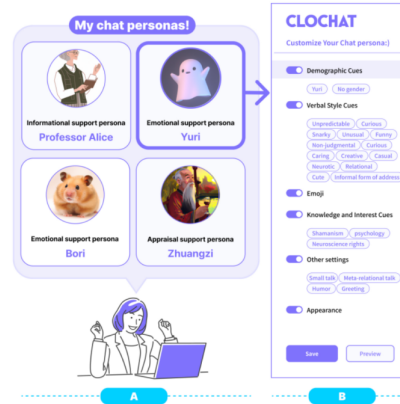 My chat personas!
Informational support persona
Professor Alice
Emotional support persona
Yuri
Emotional support persona
Bori
Appraisal support persona
Zhuangzi
A
CLOCHAT
Customize Your Chat persona:)
Demographic Cues
Yuri No gender
Verbal Style Cues
Unpredictable Curious
Snarky Unusual Funny
Non-judgmental Curious
Caring Creative Casual
Neurotic Relational
Cute Informal form of address
Emoji
Knowledge and Interest Cues
Shamanism psychology
Neuroscience rights
Other settings
Small talk Meta-relational talk
Humor Greeting
Appearance
Save Preview
B